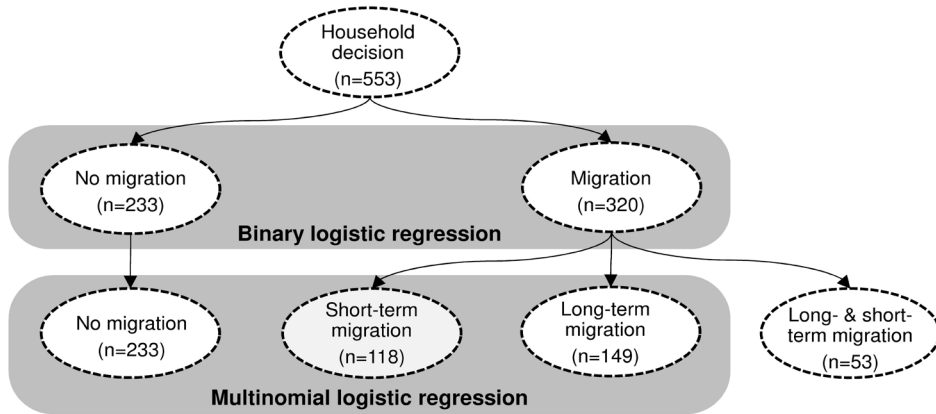 Household
decision
(n=553)
No migration
(n=233)
Migration
(n=320)
Binary logistic regression
No migration
(n=233)
Short-term
migration
(n=118)
Long-term
migration
(n=149)
Long- & short-
term migration
(n=53)
Multinomial logistic regression